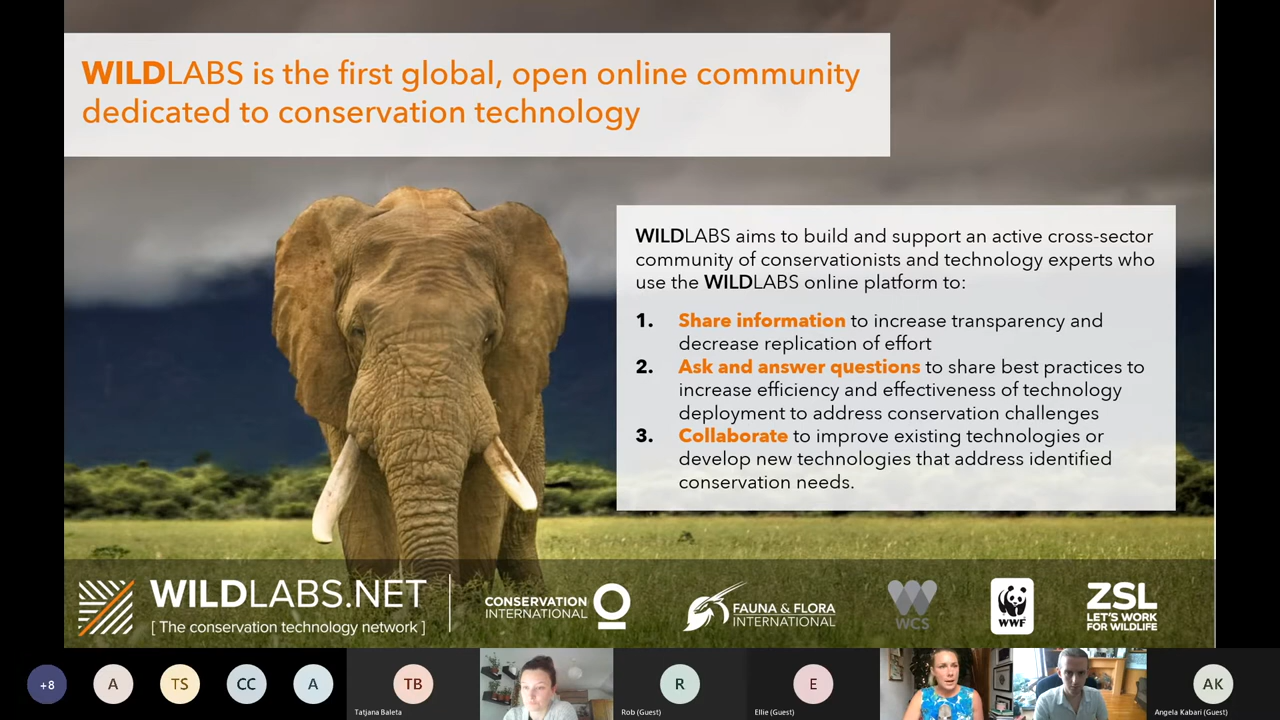 WILDLABS is the first global, open online community
dedicated to conservation technology
WILDLABS aims to build and support an active cross-sector
community of conservationists and technology experts who
use the WILDLABS online platform to:
1. Share information to increase transparency and
decrease replication of effort
2. Ask and answer questions to share best practices to
increase efficiency and effectiveness of technology
deployment to address conservation challenges
3. Collaborate to improve existing technologies or
develop new technologies that address identified
conservation needs.
WILDLABS.NET
[ The conservation technology network ]
CONSERVATION
INTERNATIONAL
FAUNA & FLORA
INTERNATIONAL
WCS
WWF
ZSL
LET'S WORK
FOR WILDLIFE
+8
A
TS
CC
A
TB
Tatjana Baleta
R
Rob (Guest)
E
Ellie (Guest)
AK
Angela Kabari (Guest)